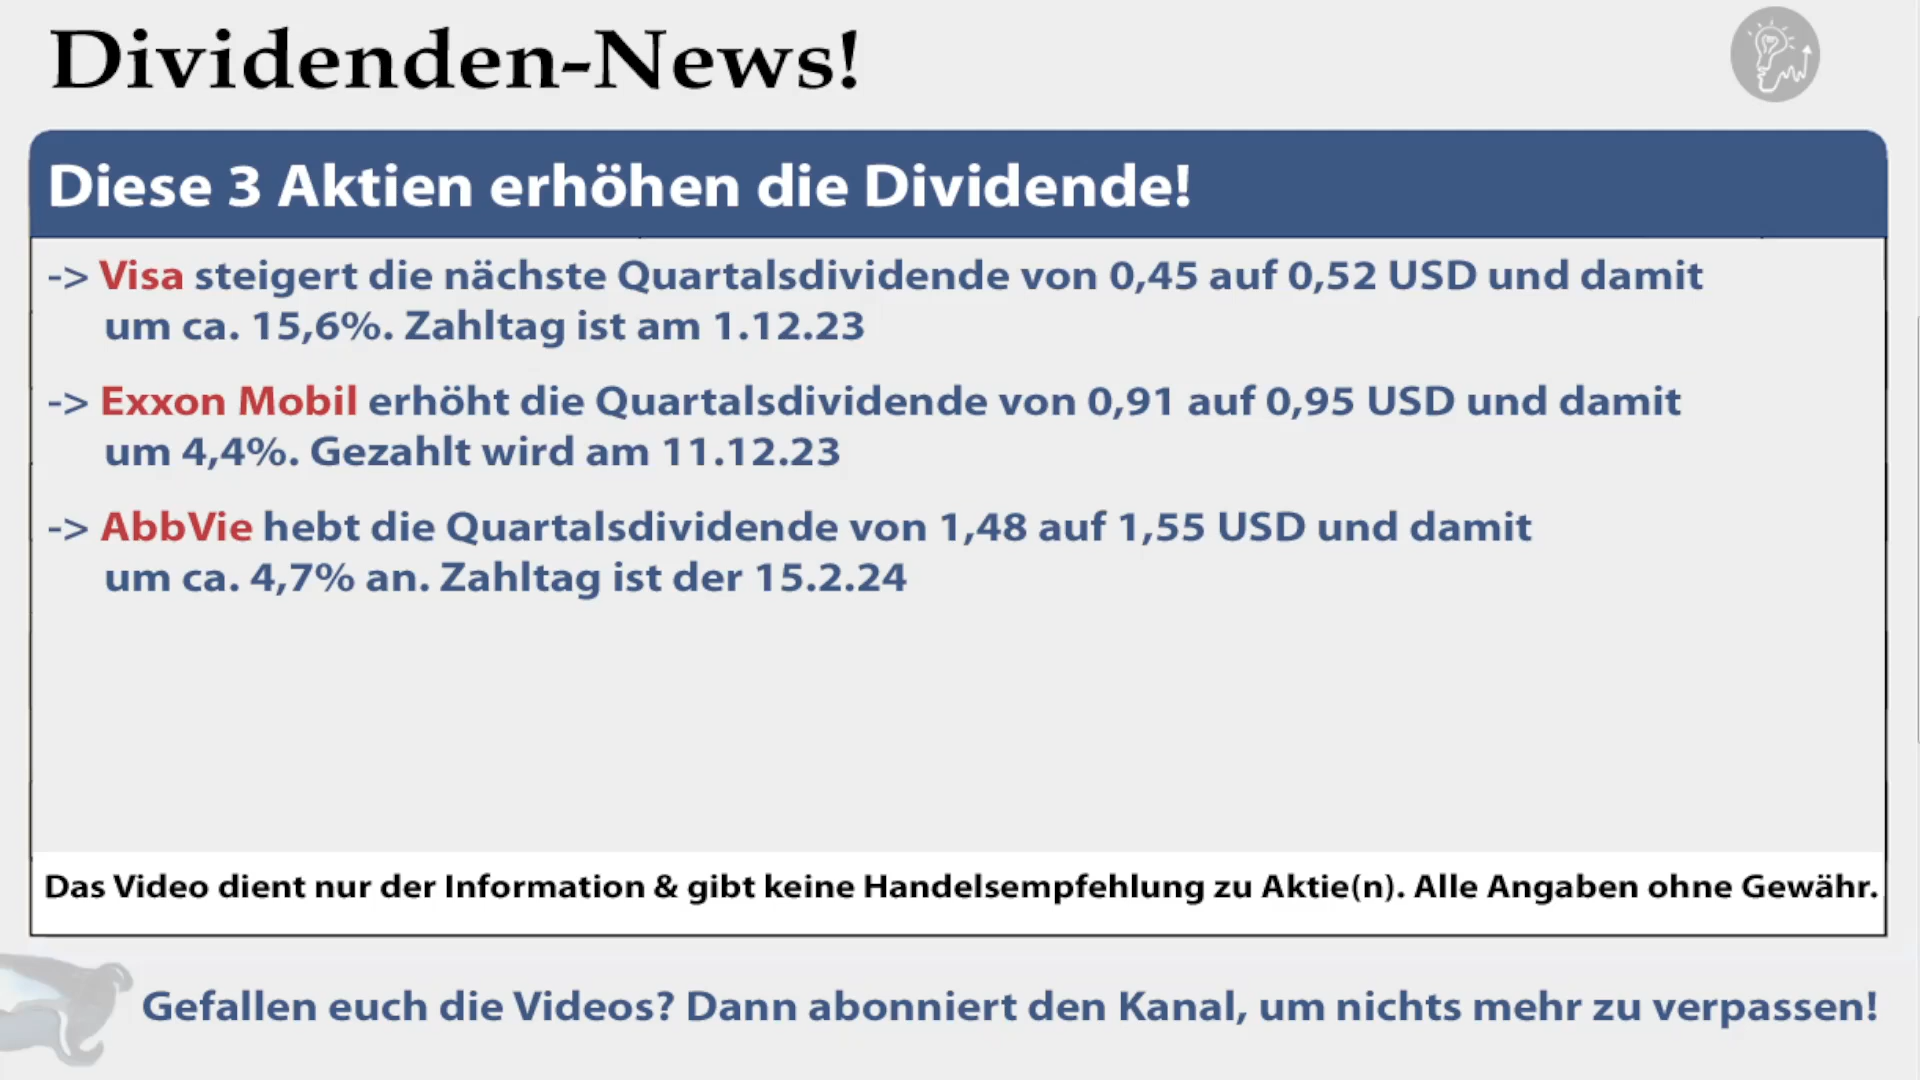 Dividenden-News!
Diese 3 Aktien erhöhen die Dividende!
-> Visa steigert die nächste Quartalsdividende von 0,45 auf 0,52 USD und damit
um ca. 15,6%. Zahltag ist am 1.12.23
-> Exxon Mobil erhöht die Quartalsdividende von 0,91 auf 0,95 USD und damit
um 4,4%. Gezahlt wird am 11.12.23
-> AbbVie hebt die Quartalsdividende von 1,48 auf 1,55 USD und damit
um ca. 4,7% an. Zahltag ist der 15.2.24
Das Video dient nur der Information & gibt keine Handelsempfehlung zu Aktie(n). Alle Angaben ohne Gewähr.
Gefallen euch die Videos? Dann abonniert den Kanal, um nichts mehr zu verpassen!